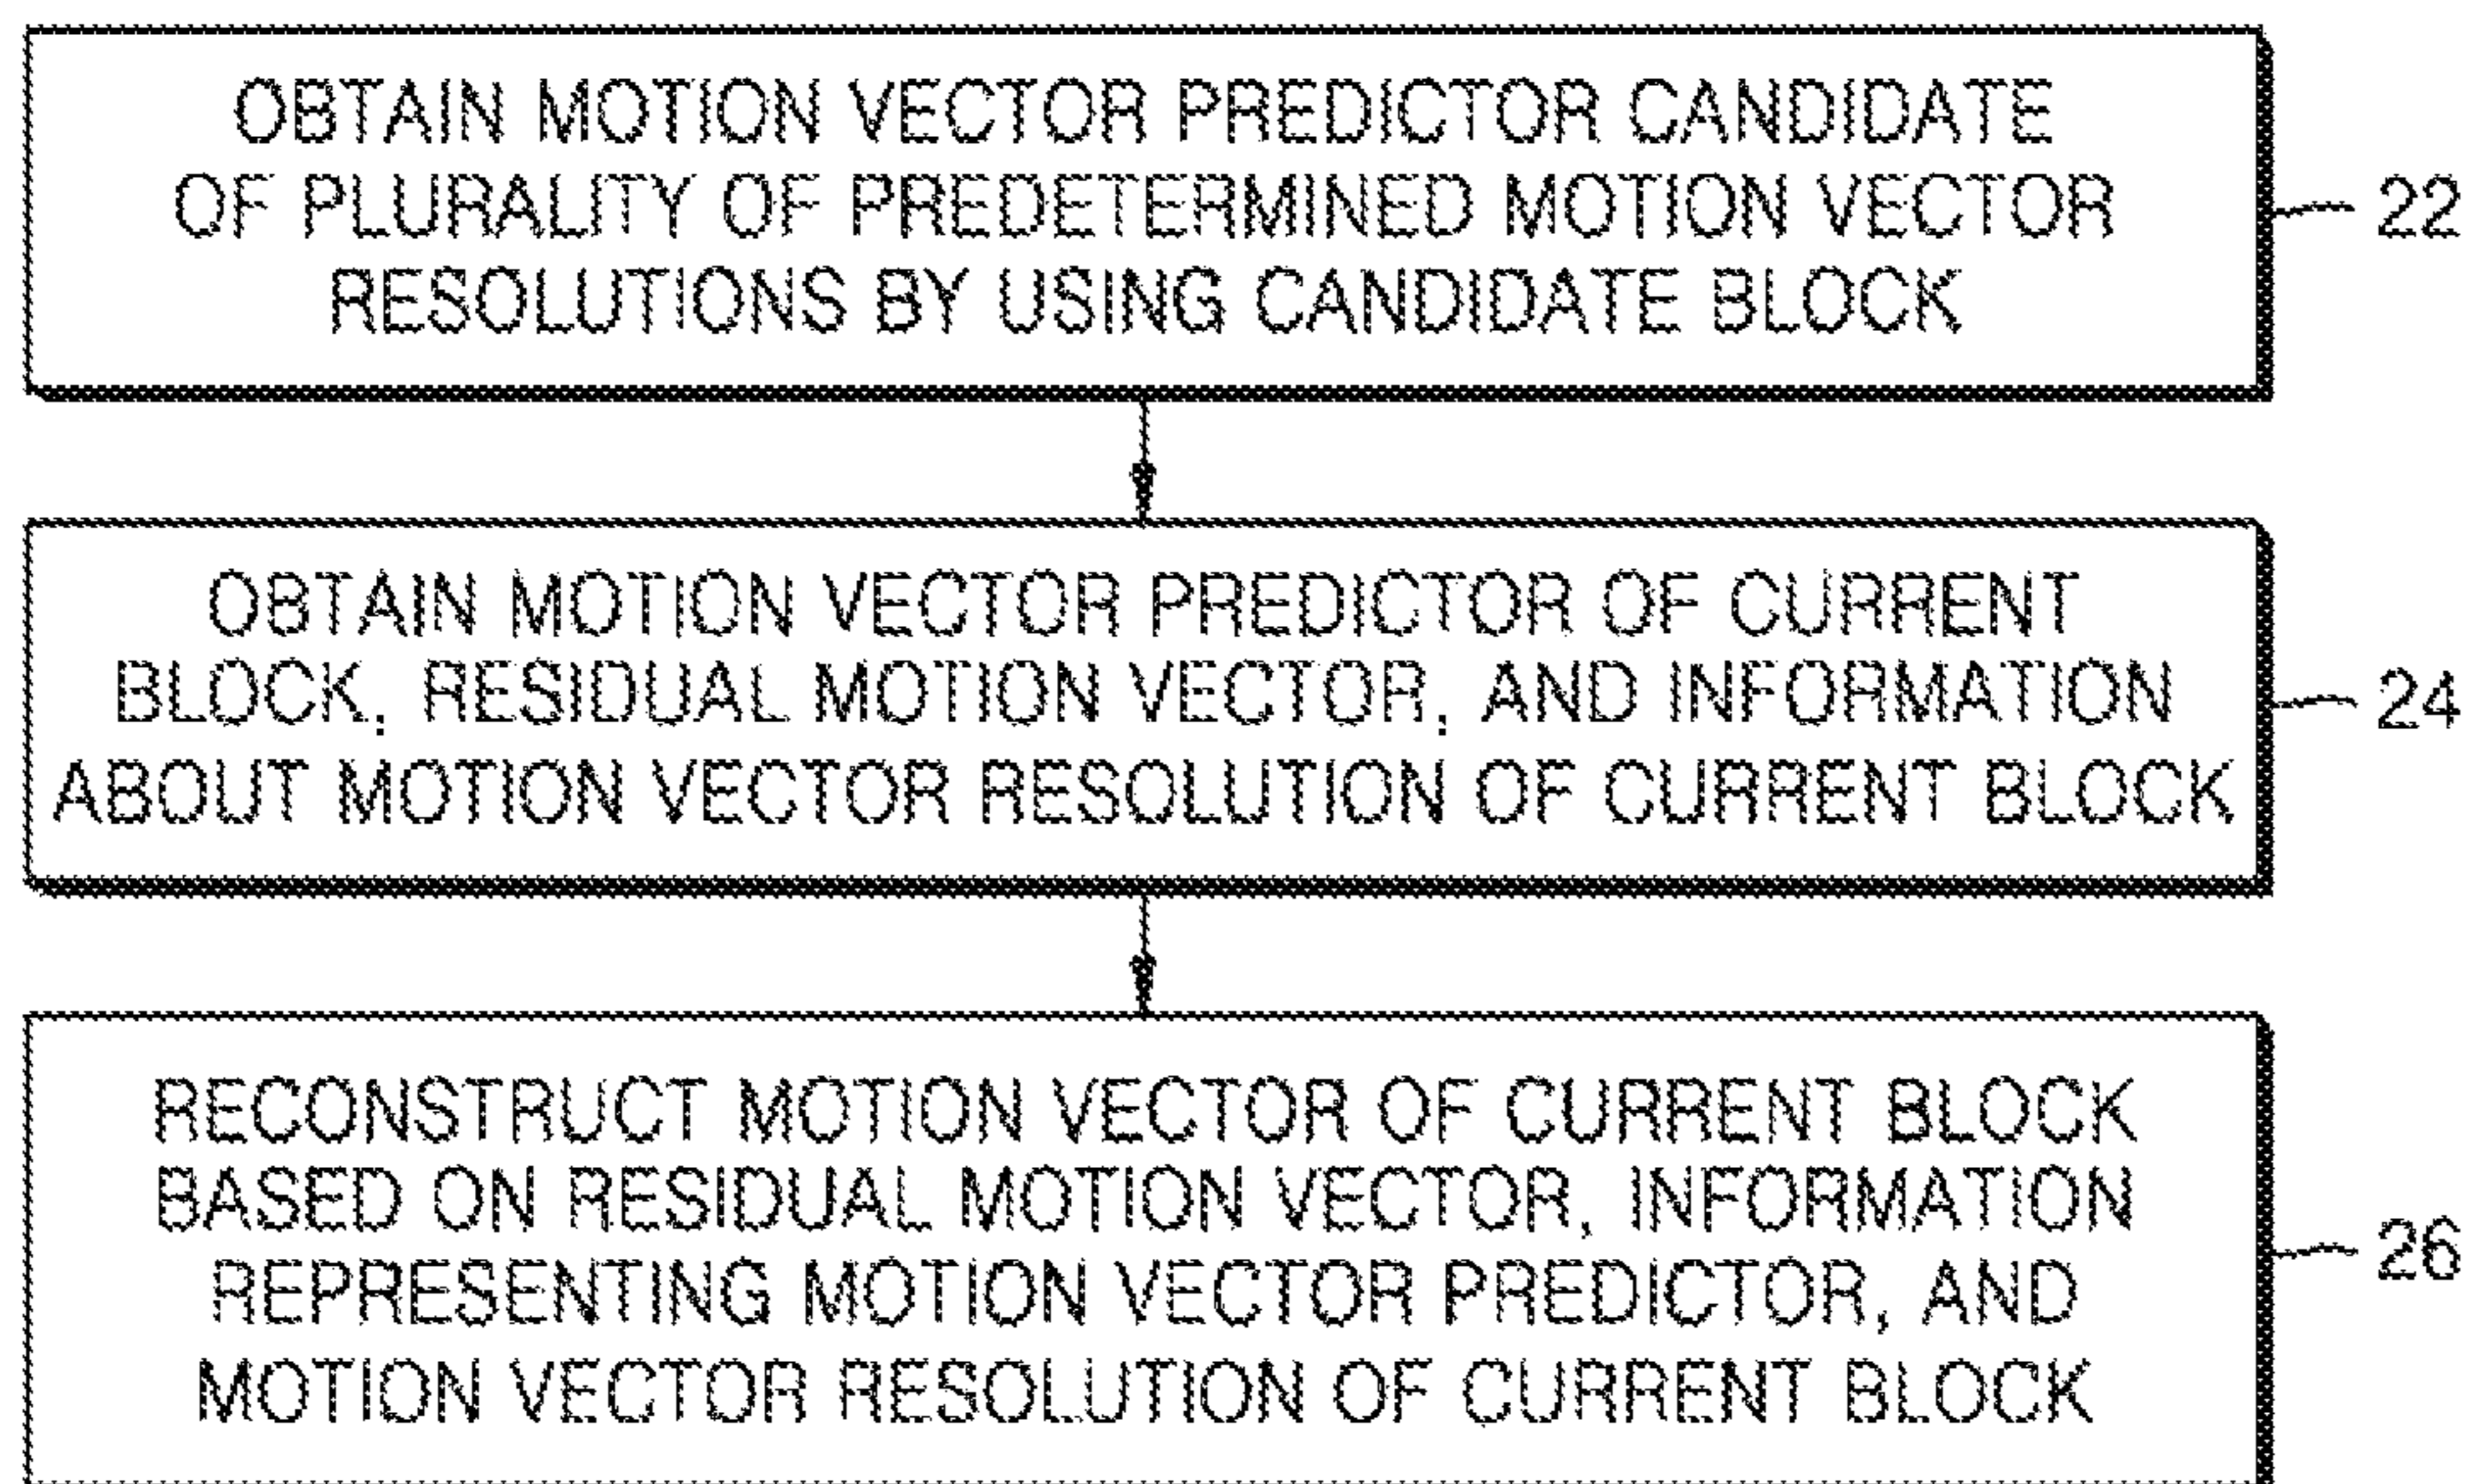 OBTAIN MOTION VECTOR PREDICTOR CANDIDATE
OF PLURALITY OF PREDETERMINED MOTION VECTOR
RESOLUTIONS BY USING CANDIDATE BLOCK
22
OBTAIN MOTION VECTOR PREDICTOR OF CURRENT
BLOCK, RESIDUAL MOTION VECTOR, AND INFORMATION
ABOUT MOTION VECTOR RESOLUTION OF CURRENT BLOCK
24
RECONSTRUCT MOTION VECTOR OF CURRENT BLOCK
BASED ON RESIDUAL MOTION VECTOR, INFORMATION
REPRESENTING MOTION VECTOR PREDICTOR, AND
MOTION VECTOR RESOLUTION OF CURRENT BLOCK
26